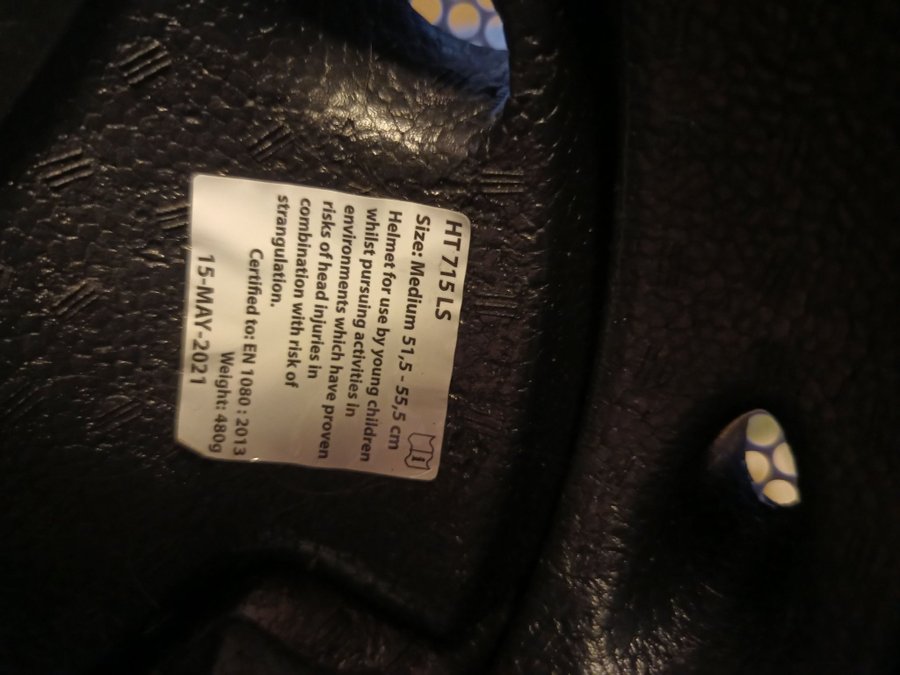 HT 715 LS
Size: Medium 51,5 - 55,5 cm
Helmet for use by young children
whilst pursuing activities in
environments which have proven
risks of head injuries in
combination with risk of
strangulation.
Certified to: EN 1080 : 2013
Weight: 480g
15-MAY-2021
i